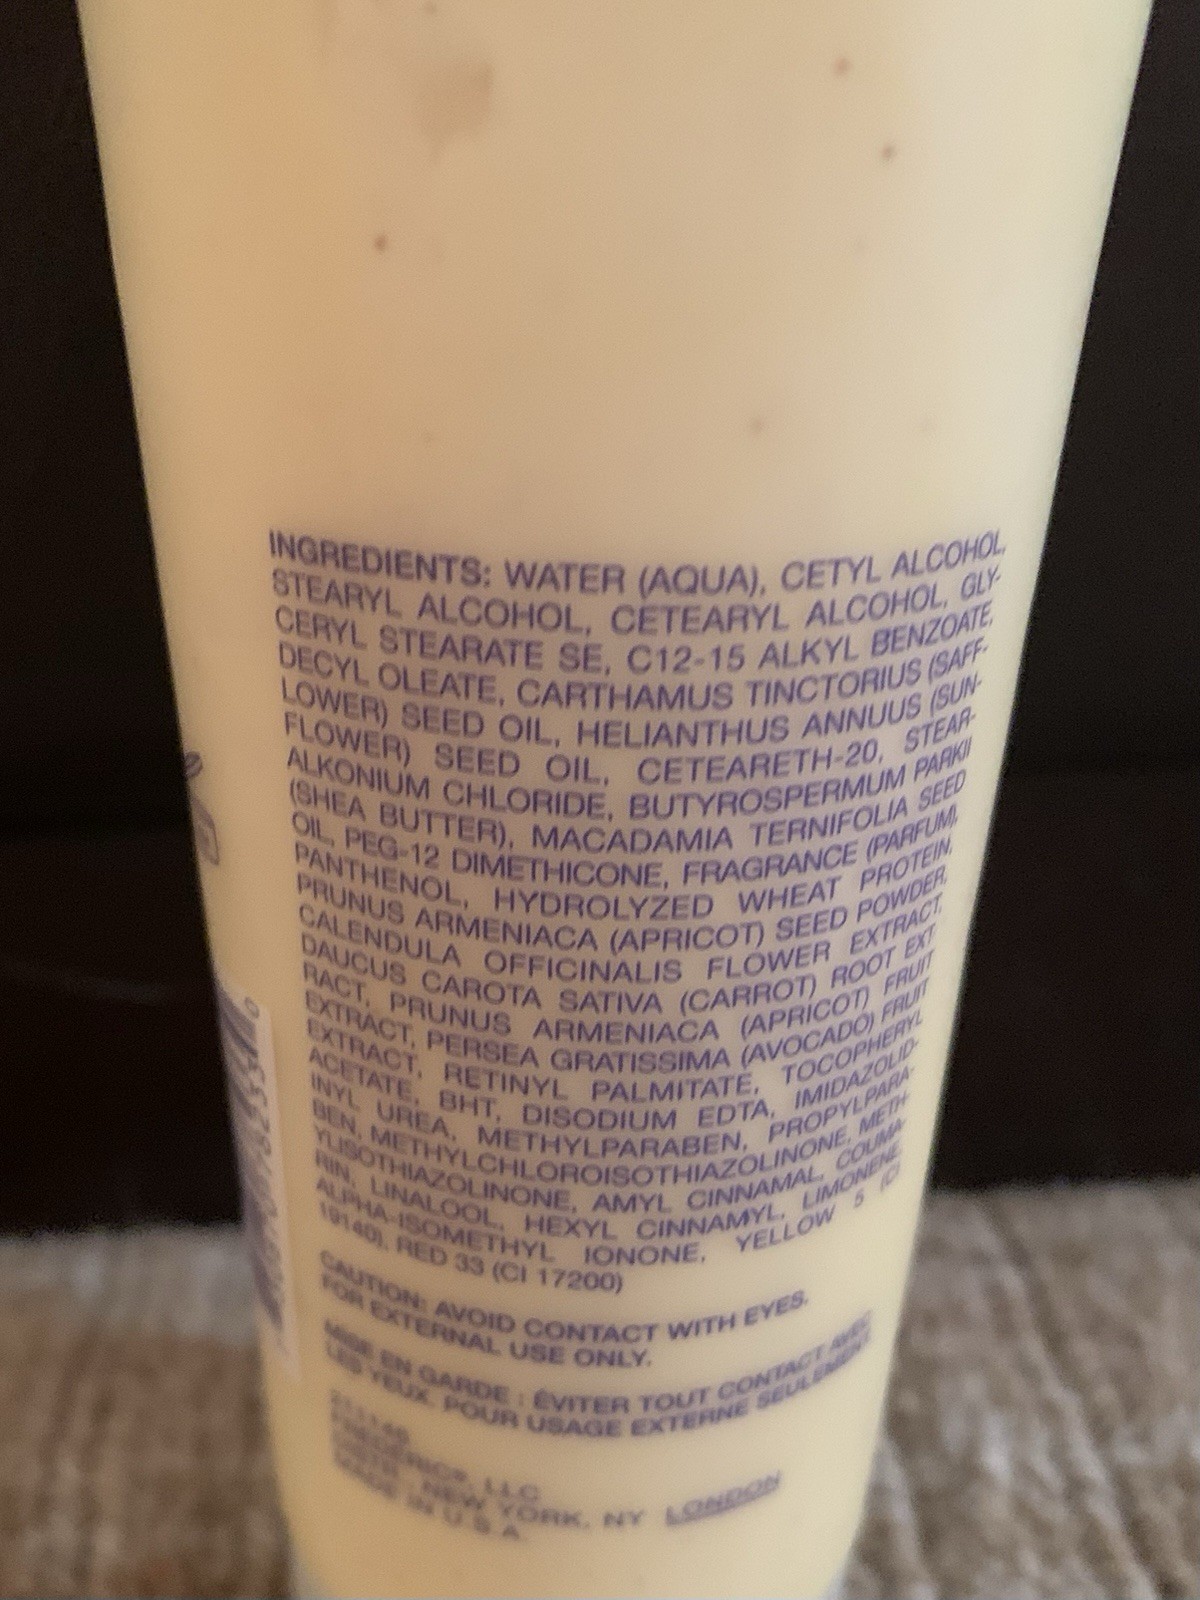 INGREDIENTS: WATER (AQUA), CETYL ALCOHOL,
STEARYL ALCOHOL, CETEARYL ALCOHOL, GLY-
CERYL STEARATE SE, C12-15 ALKYL BENZOATE,
DECYL OLEATE, CARTHAMUS TINCTORIUS (SAFF-
LOWER) SEED OIL, HELIANTHUS ANNUUS (SUN-
FLOWER) SEED OIL, CETEARETH-20, STEAR-
ALKONIUM CHLORIDE, BUTYROSPERMUM PARKII
(SHEA BUTTER), MACADAMIA TERNIFOLIA SEED
OIL, PEG-12 DIMETHICONE, FRAGRANCE (PARFUM),
PANTHENOL, HYDROLYZED WHEAT PROTEIN,
PRUNUS ARMENIACA (APRICOT) SEED POWDER,
CALENDULA OFFICINALIS FLOWER EXTRACT,
DAUCUS CAROTA SATIVA (CARROT) ROOT EXT
RACT, PRUNUS ARMENIACA (APRICOT) FRUIT
EXTRACT, PERSEA GRATISSIMA (AVOCADO) FRUIT
EXTRACT, RETINYL PALMITATE, TOCOPHERYL
ACETATE, BHT, DISODIUM EDTA, IMIDAZOLID-
INYL UREA, METHYLPARABEN, PROPYLPARA-
BEN, METHYLCHLOROISOTHIAZOLINONE, METH-
YLISOTHIAZOLINONE, AMYL CINNAMAL, COUMA-
RIN, LINALOOL, HEXYL CINNAMYL, LIMONENE,
ALPHA-ISOMETHYL IONONE, YELLOW 5 (CI
19140), RED 33 (CI 17200)
CAUTION: AVOID CONTACT WITH EYES.
FOR EXTERNAL USE ONLY.
MISE EN GARDE : ÉVITER TOUT CONTACT AVEC
LES YEUX. POUR USAGE EXTERNE SEULEMENT
FREDERIC, LLC
DISTR. NEW YORK, NY LONDON
MADE IN U.S.A.